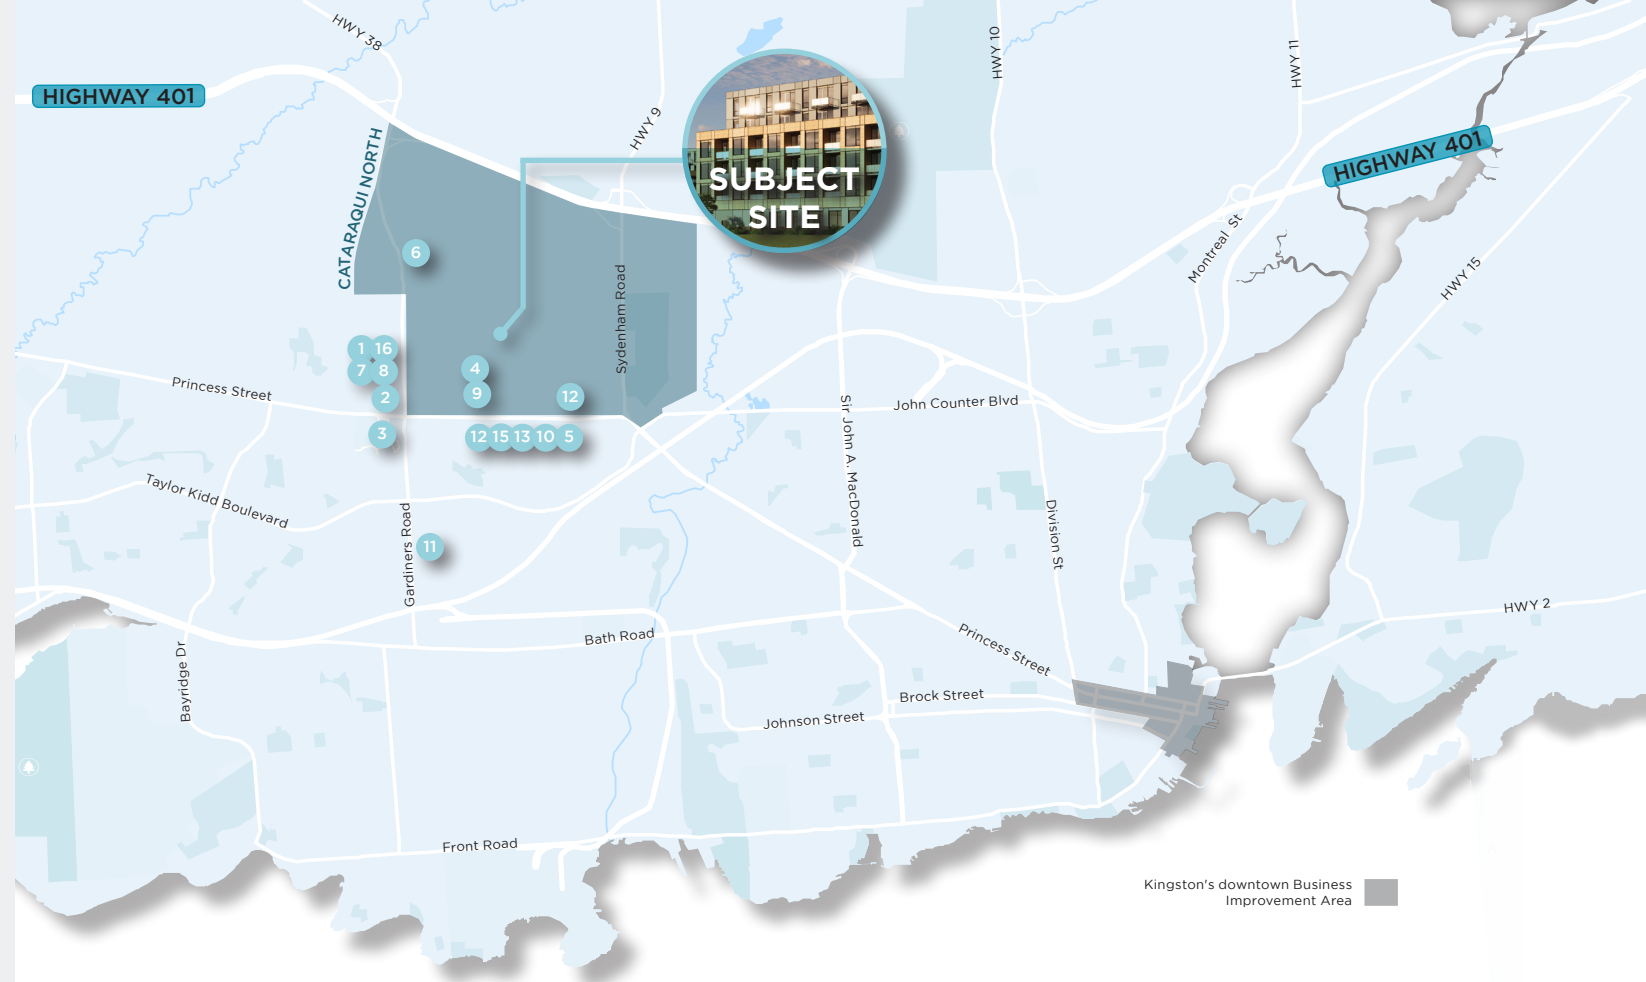 HWY 38
HIGHWAY 401
HWY 10
HWY 11
CATARAQUI NORTH
HWY 9
SUBJECT
SITE
HIGHWAY 401
6
Sydenham Road
Montreal St
HWY 15
1 16
7 8
2
3
4
9
12
12 15 13 10 5
Princess Street
John Counter Blvd
Sir John A. MacDonald
Taylor Kidd Boulevard
Gardiners Road
11
Division St
HWY 2
Bath Road
Princess Street
Bayridge Dr
Brock Street
Johnson Street
Front Road
Kingston's downtown Business
Improvement Area